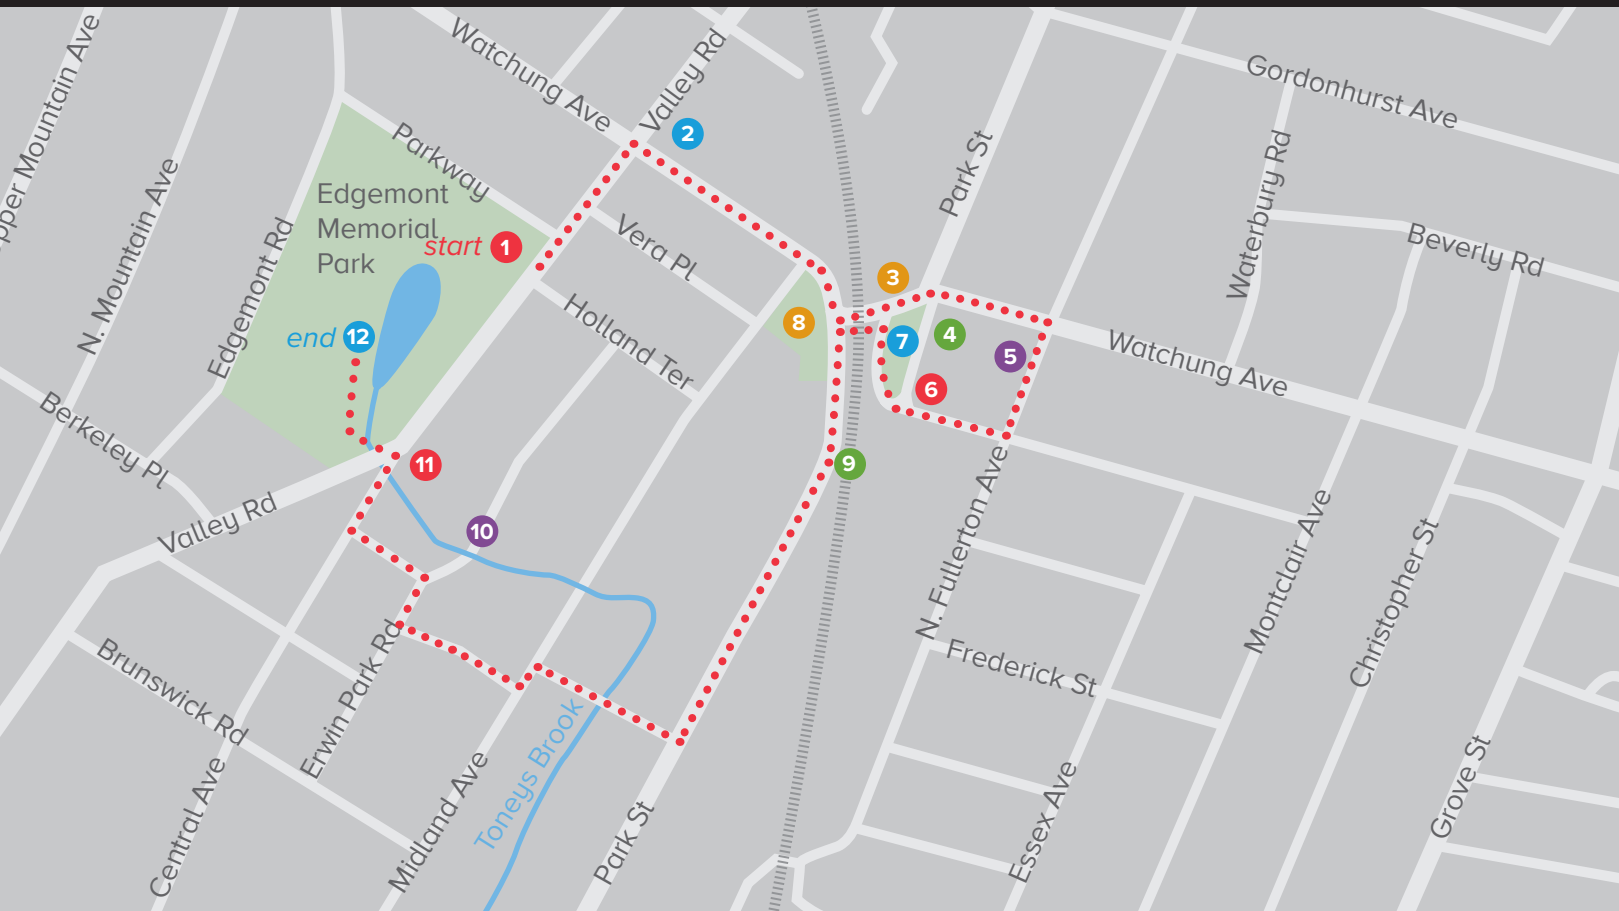 Watchung Ave
Valley Rd
Gordonhurst Ave
pper Mountain Ave
N. Mountain Ave
Parkway
2
Park St
Waterbury Rd
Edgemont
Memorial
Park
start 1
Edgemont Rd
Vera Pl
Beverly Rd
3
Holland Ter
8
end 12
7
4
5
6
Watchung Ave
Berkeley Pl
11
9
Valley Rd
10
N. Fullerton Ave
Montclair Ave
Christopher St
Frederick St
Brunswick Rd
Erwin Park Rd
Toneys Brook
Central Ave
Midland Ave
Park St
Essex Ave
Grove St